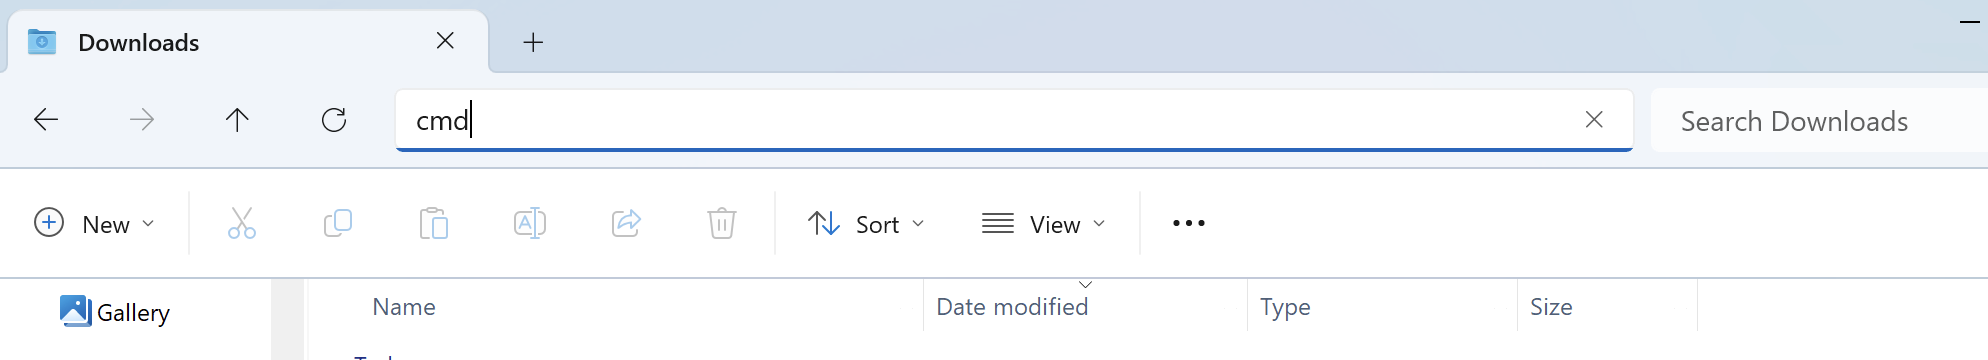 Downloads
cmd
Search Downloads
New
Sort
View
Gallery
Name
Date modified
Type
Size